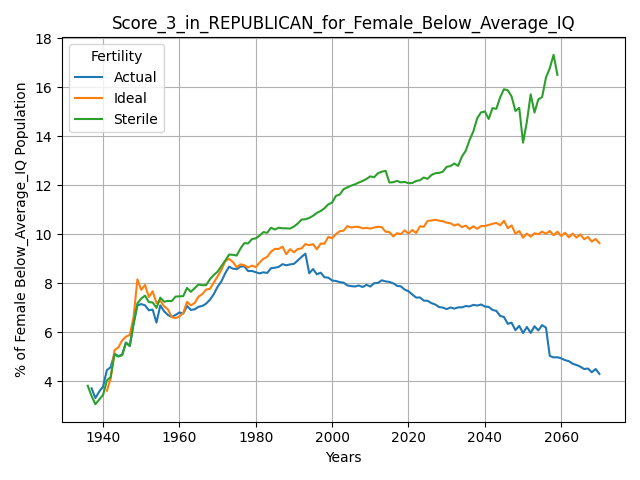 Score_3_in_REPUBLICAN_for_Female_Below_Average_IQ
% of Female Below_Average_IQ Population
18
16
14
12
10
8
6
4
Fertility
Actual
Ideal
Sterile
1940 1960 1980 2000 2020 2040 2060
Years